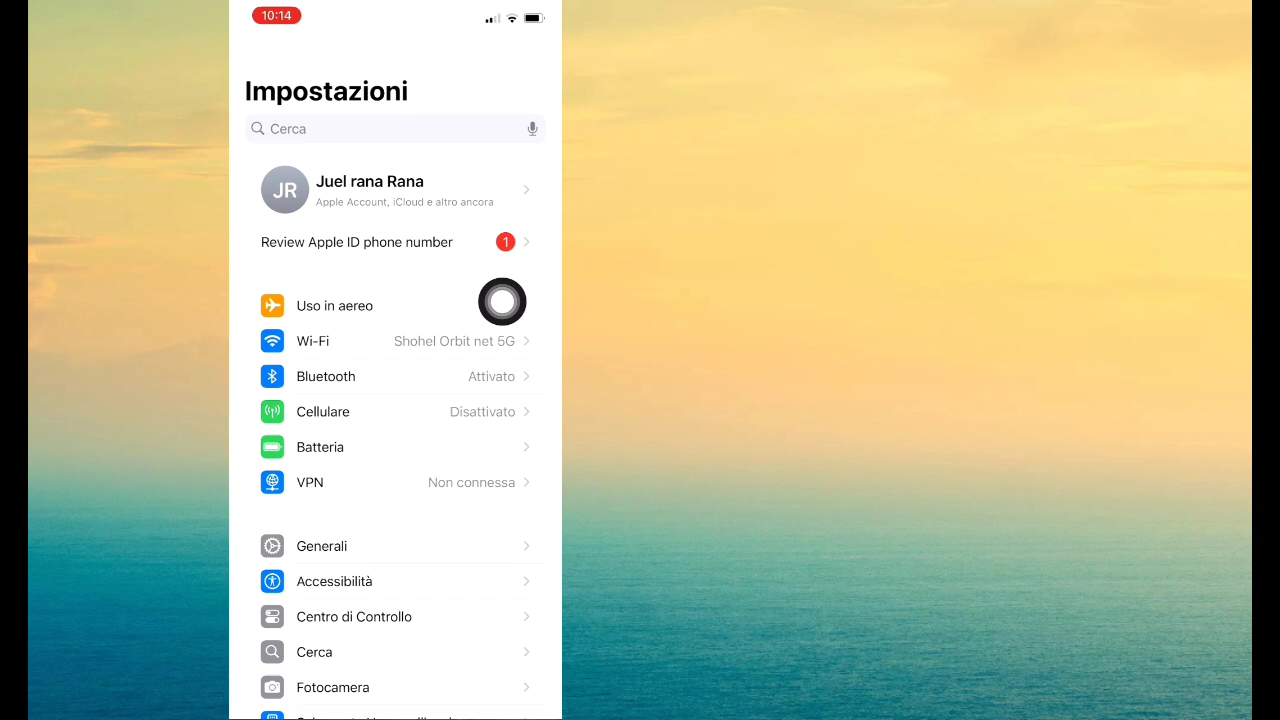 10:14
Impostazioni
Cerca
JR
Juel rana Rana
Apple Account, iCloud e altro ancora
Review Apple ID phone number
1
Uso in aereo
Wi-Fi Shohel Orbit net 5G
Bluetooth Attivato
Cellulare Disattivato
Batteria
VPN Non connessa
Generali
Accessibilità
Centro di Controllo
Cerca
Fotocamera